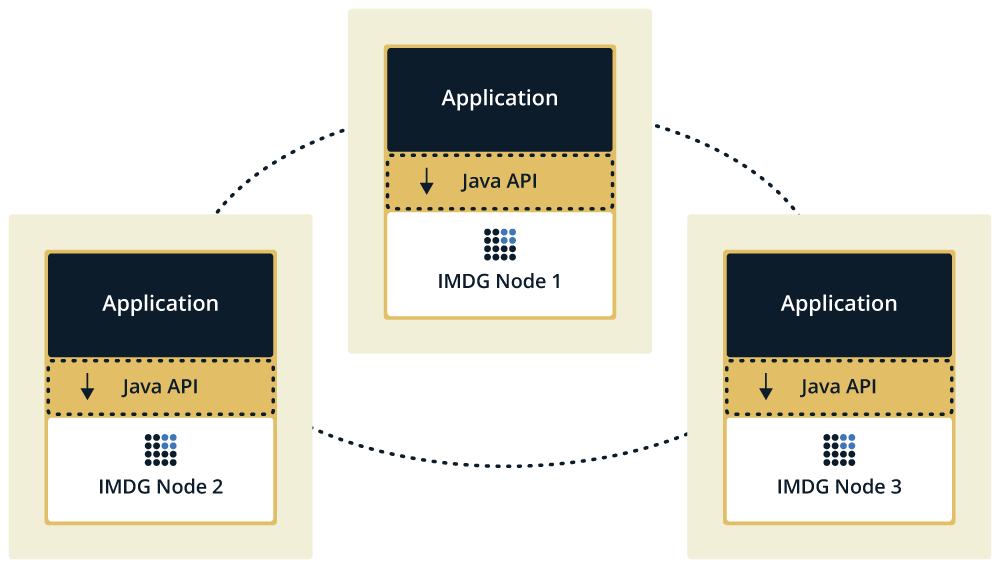 Application
Java API
IMDG Node 1
Application
Java API
IMDG Node 2
Application
Java API
IMDG Node 3